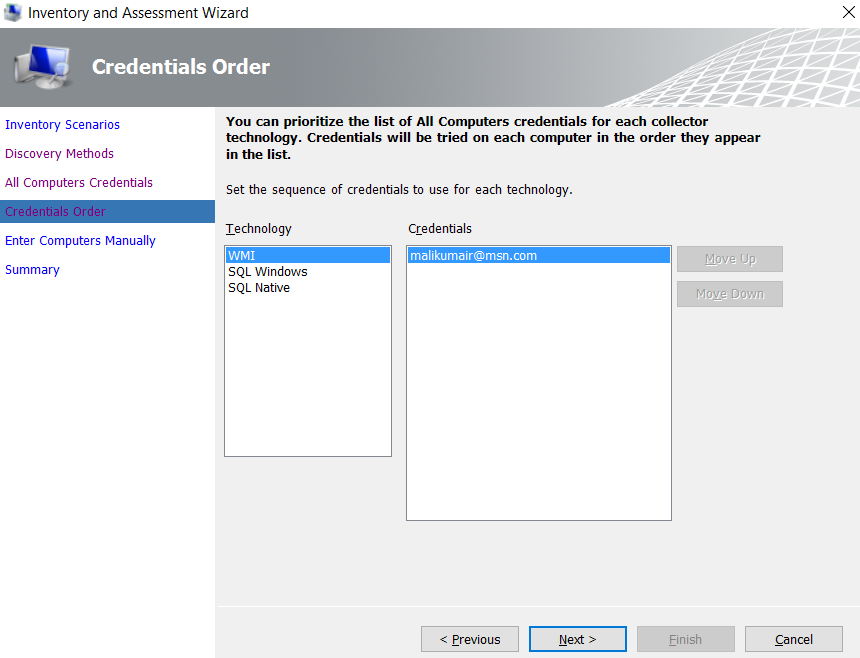 Inventory and Assessment Wizard
Credentials Order
Inventory Scenarios
Discovery Methods
All Computers Credentials
Credentials Order
Enter Computers Manually
Summary
You can prioritize the list of All Computers credentials for each collector
technology. Credentials will be tried on each computer in the order they appear
in the list.
Set the sequence of credentials to use for each technology.
Technology
WMI
SQL Windows
SQL Native
Credentials
malikumair@msn.com
Move Up
Move Down
< Previous
Next >
Finish
Cancel